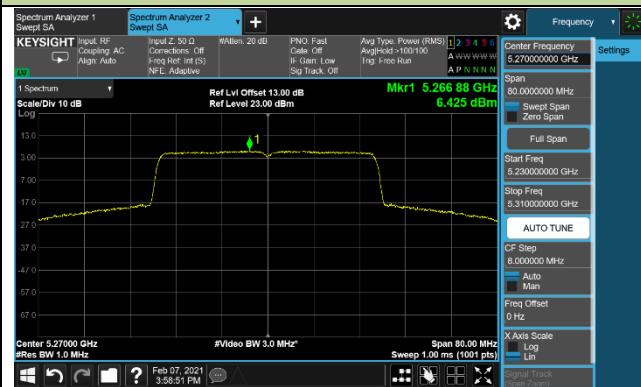 Spectrum Analyzer 1
Swept SA
Spectrum Analyzer 2
Swept SA
Frequency
KEYSIGHT
Input: RF
Coupling: AC
Align: Auto
Input Z: 50 Ω
Corrections: Off
Freq Ref: Int (S)
NFE: Adaptive
#Atten: 20 dB
PNO: Fast
Gate: Off
IF Gain: Low
Sig Track: Off
Avg Type: Power (RMS)
Avg|Hold:>100/100
Trig: Free Run
1 2 3 4 5 6
A W W W W W
A P N N N N
LXI
1 Spectrum
Scale/Div 10 dB
Log
Ref Lvl Offset 13.00 dB
Ref Level 23.00 dBm
Mkr1 5.266 88 GHz
6.425 dBm
1
13.0
3.00
-7.00
-17.0
-27.0
-37.0
-47.0
-57.0
-67.0
Center 5.27000 GHz
#Res BW 1.0 MHz
#Video BW 3.0 MHz*
Span 80.00 MHz
Sweep 1.00 ms (1001 pts)
Feb 07, 2021
3:58:51 PM
Center Frequency
5.270000000 GHz
Settings
Span
80.0000000 MHz
Swept Span
Zero Span
Full Span
Start Freq
5.230000000 GHz
Stop Freq
5.310000000 GHz
AUTO TUNE
CF Step
8.000000 MHz
Auto
Man
Freq Offset
0 Hz
X Axis Scale
Log
Lin
Signal Track
(Span Zoom)